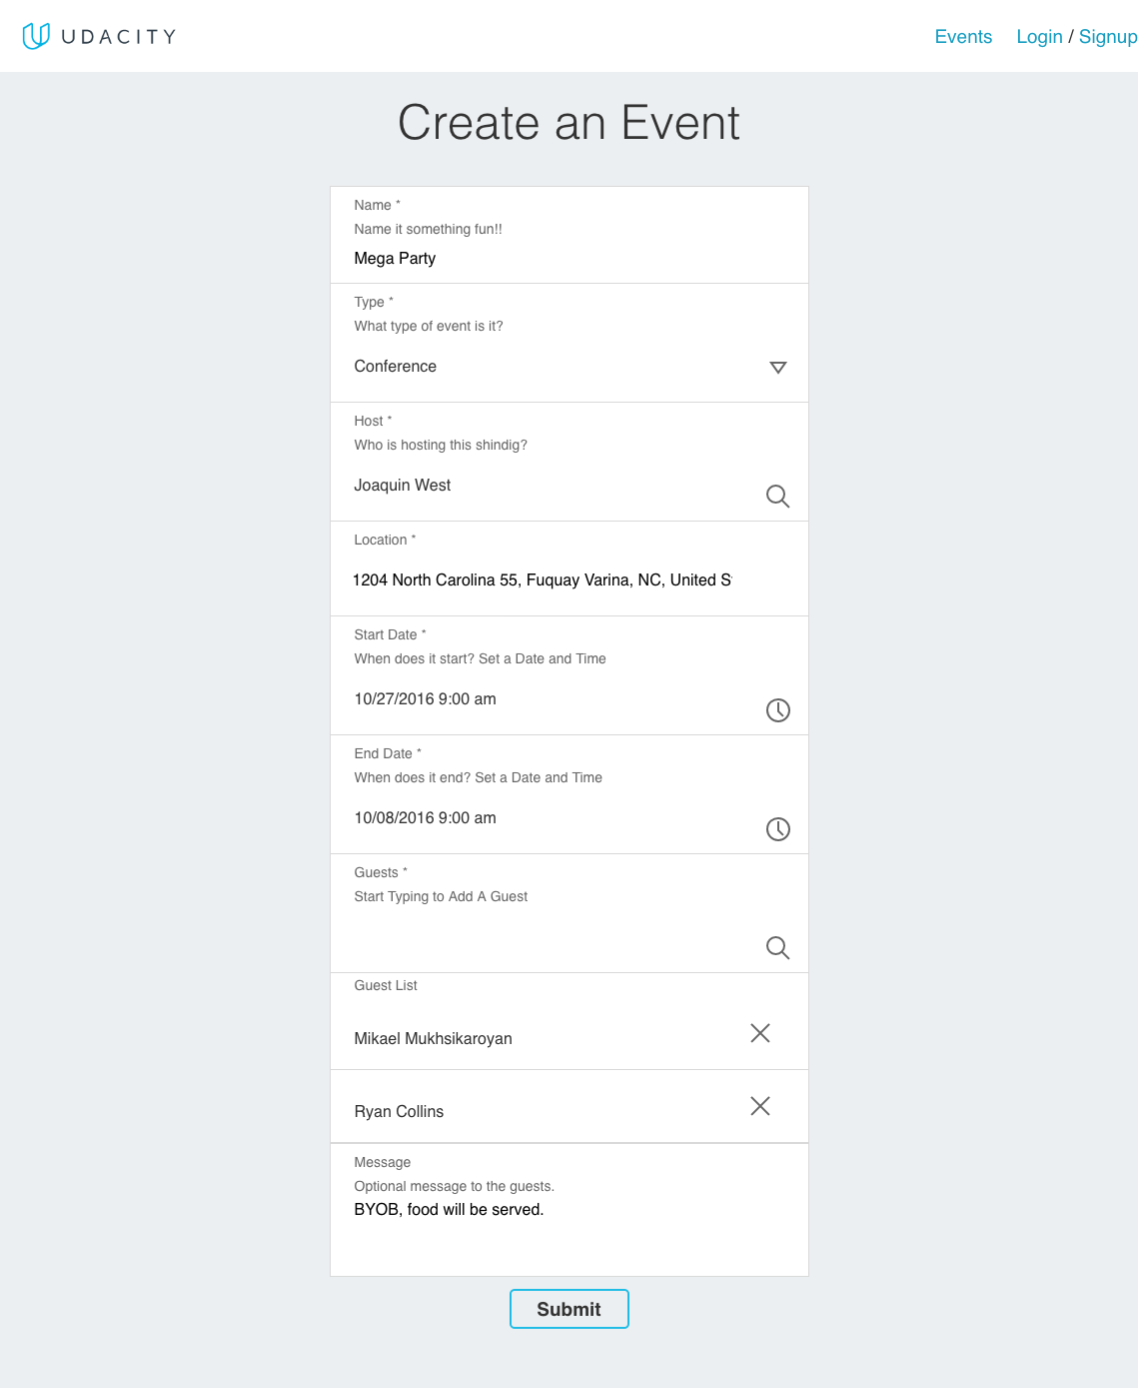 UDACITY
Events Login / Signup
Create an Event
Name *
Name it something fun!!
Mega Party
Type *
What type of event is it?
Conference
Host *
Who is hosting this shindig?
Joaquin West
Location *
1204 North Carolina 55, Fuquay Varina, NC, United S
Start Date *
When does it start? Set a Date and Time
10/27/2016 9:00 am
End Date *
When does it end? Set a Date and Time
10/08/2016 9:00 am
Guests *
Start Typing to Add A Guest
Guest List
Mikael Mukhsikaroyan
Ryan Collins
Message
Optional message to the guests.
BYOB, food will be served.
Submit